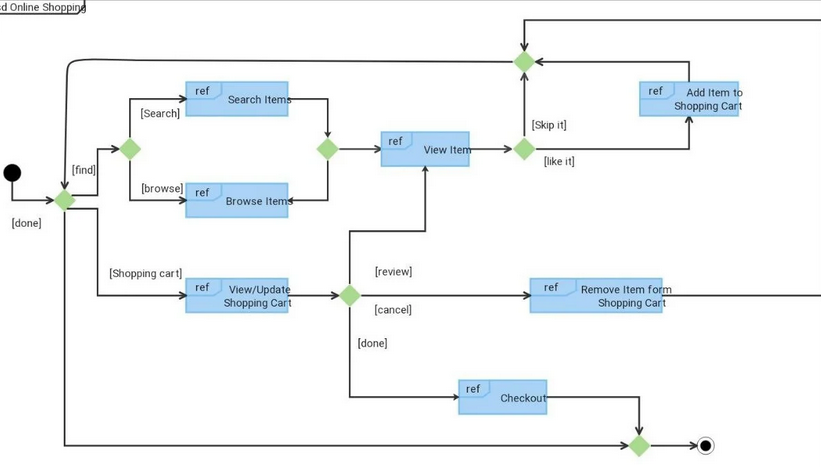 sd Online Shopping
ref
Search Items
[Search]
ref
Add Item to
Shopping Cart
[Skip it]
ref
View Item
[like it]
[find]
[browse]
ref
Browse Items
[done]
[Shopping cart]
ref
View/Update
Shopping Cart
[review]
[cancel]
ref
Remove Item form
Shopping Cart
[done]
ref
Checkout